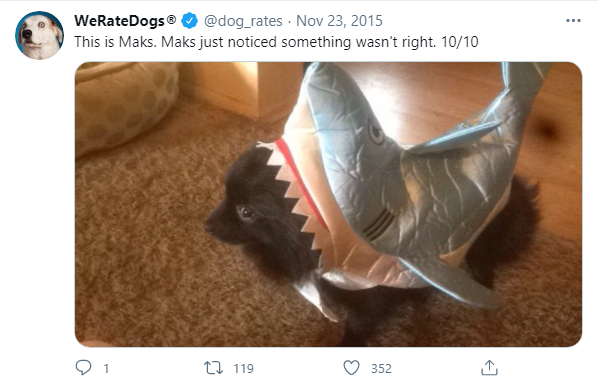 WeRateDogs® @dog_rates · Nov 23, 2015
This is Maks. Maks just noticed something wasn't right. 10/10
1 119 352